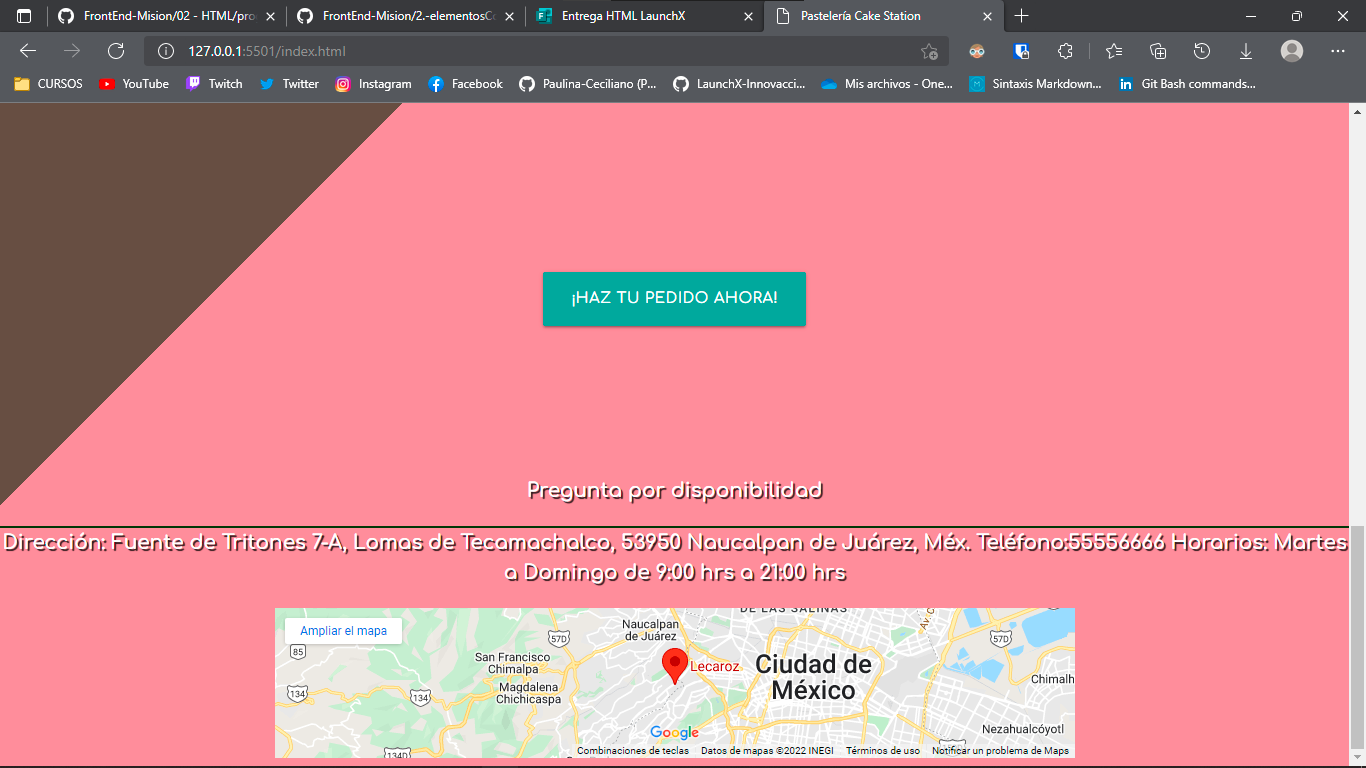 FrontEnd-Mision/02 - HTML/pro
FrontEnd-Mision/2.-elementosCo
Entrega HTML LaunchX
Pastelería Cake Station
127.0.0.1:5501/index.html
CURSOS
YouTube
Twitch
Twitter
Instagram
Facebook
Paulina-Ceciliano (P...
LaunchX-Innovacci...
Mis archivos - One...
Sintaxis Markdown...
Git Bash commands...
¡HAZ TU PEDIDO AHORA!
Pregunta por disponibilidad
Dirección: Fuente de Tritones 7-A, Lomas de Tecamachalco, 53950 Naucalpan de Juárez, Méx. Teléfono:55556666 Horarios: Martes
a Domingo de 9:00 hrs a 21:00 hrs
DE LAS SALINAS
Ampliar el mapa
Naucalpan
de Juárez
Av.
57D
57D
85
San Francisco
Chimalpa
Lecaroz
Ciudad de
México
Chimalh
134
134
Magdalena
Chichicaspa
Nezahualcóyotl
Google
134D
Combinaciones de teclas
Datos de mapas ©2022 INEGI
Términos de uso
Notificar un problema de Maps